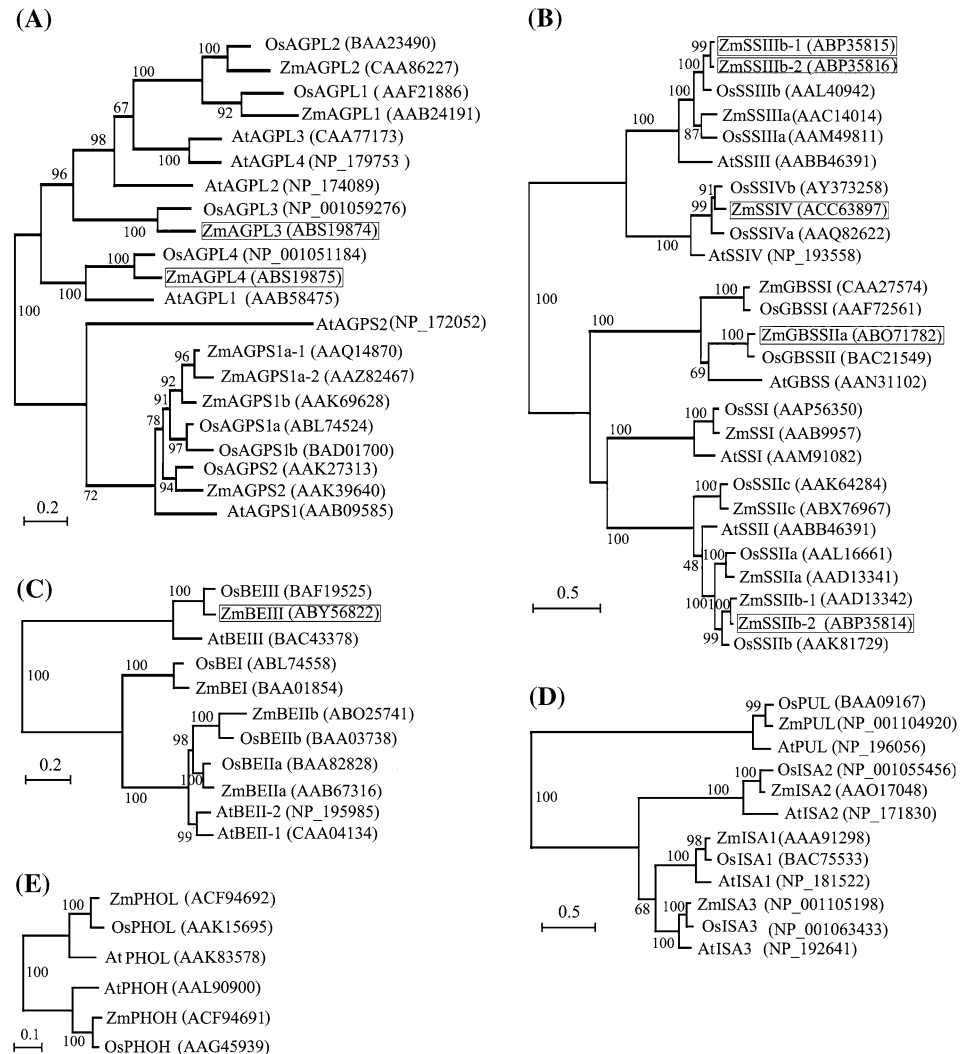 (A)
100
OsAGPL2 (BAA23490)
ZmAGPL2 (CAA86227)
100
OsAGPL1 (AAF21886)
92
ZmAGPL1 (AAB24191)
67
AtAGPL3 (CAA77173)
100
AtAGPL4 (NP_179753 )
98
AtAGPL2 (NP_174089)
96
OsAGPL3 (NP_001059276)
100
ZmAGPL3 (ABS19874)
OsAGPL4 (NP_001051184)
100
ZmAGPL4 (ABS19875)
100
AtAGPL1 (AAB58475)
100
AtAGPS2 (NP_172052)
96
ZmAGPS1a-1 (AAQ14870)
92
ZmAGPS1a-2 (AAZ82467)
91
ZmAGPS1b (AAK69628)
78
OsAGPS1a (ABL74524)
97
OsAGPS1b (BAD01700)
OsAGPS2 (AAK27313)
94
ZmAGPS2 (AAK39640)
72
AtAGPS1 (AAB09585)
0.2
(B)
99
ZmSSIIIb-1 (ABP35815)
ZmSSIIIb-2 (ABP35816)
100
OsSSIIIb (AAL40942)
100
ZmSSIIIa (AAC14014)
87
OsSSIIIa (AAM49811)
100
AtSSIII (AABB46391)
91
OsSSIVb (AY373258)
99
ZmSSIV (ACC63897)
OsSSIVa (AAQ82622)
100
AtSSIV (NP_193558)
100
ZmGBSSI (CAA27574)
100
OsGBSSI (AAF72561)
100
100
ZmGBSSIIa (ABO71782)
OsGBSSII (BAC21549)
69
AtGBSS (AAN31102)
100
OsSSI (AAP56350)
100
ZmSSI (AAB9957)
AtSSI (AAM91082)
100
OsSSIIc (AAK64284)
ZmSSIIc (ABX76967)
100
AtSSII (AABB46391)
48
100
OsSSIIa (AAL16661)
ZmSSIIa (AAD13341)
100
100
ZmSSIIb-1 (AAD13342)
ZmSSIIb-2 (ABP35814)
99
OsSSIIb (AAK81729)
0.5
(C)
100
OsBEIII (BAF19525)
ZmBEIII (ABY56822)
AtBEIII (BAC43378)
100
100
OsBEI (ABL74558)
ZmBEI (BAA01854)
100
ZmBEIIb (ABO25741)
98
OsBEIIb (BAA03738)
OsBEIIa (BAA82828)
100
ZmBEIIa (AAB67316)
100
AtBEII-2 (NP_195985)
99
AtBEII-1 (CAA04134)
0.2
(D)
99
OsPUL (BAA09167)
ZmPUL (NP_001104920)
AtPUL (NP_196056)
100
100
OsISA2 (NP_001055456)
100
ZmISA2 (AAO17048)
AtISA2 (NP_171830)
98
ZmISA1 (AAA91298)
100
OsISA1 (BAC75533)
AtISA1 (NP_181522)
68
100
ZmISA3 (NP_001105198)
OsISA3 (NP_001063433)
100
AtISA3 (NP_192641)
0.5
(E)
100
ZmPHOL (ACF94692)
OsPHOL (AAK15695)
AtPHOL (AAK83578)
100
AtPHOH (AAL90900)
ZmPHOH (ACF94691)
100
OsPHOH (AAG45939)
0.1